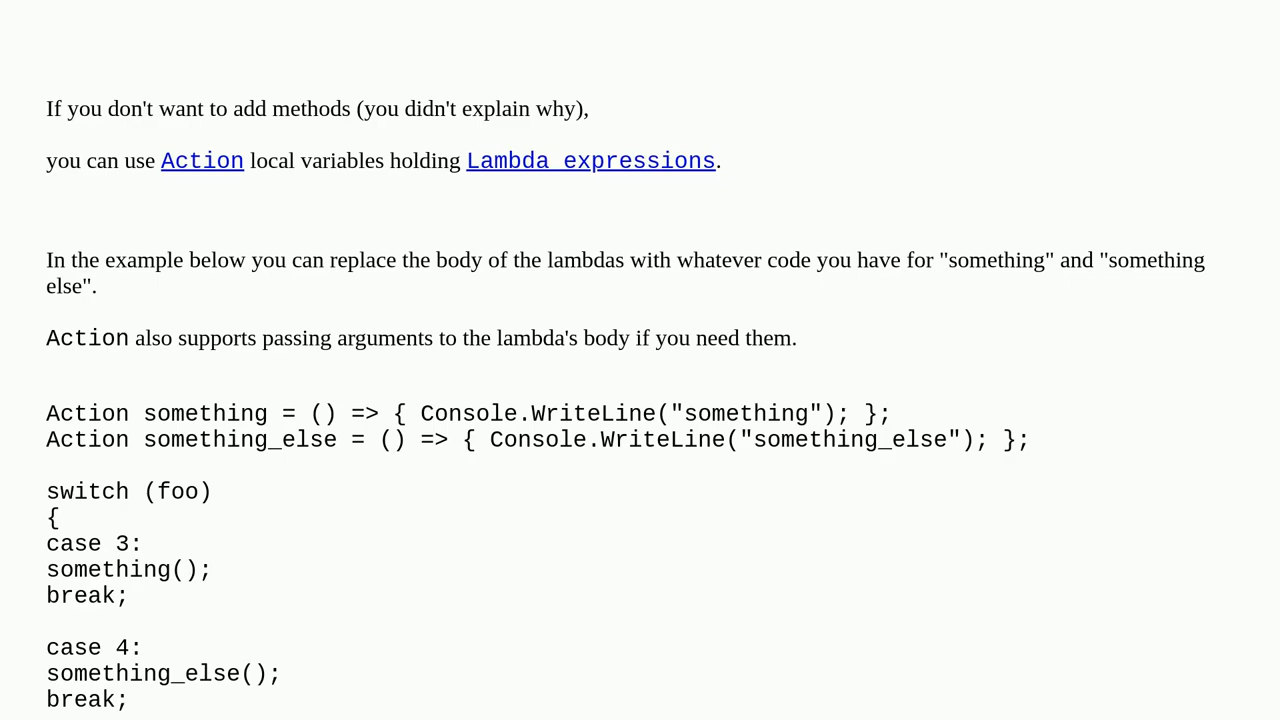 If you don't want to add methods (you didn't explain why),
you can use Action local variables holding Lambda expressions.
In the example below you can replace the body of the lambdas with whatever code you have for "something" and "something
else".
Action also supports passing arguments to the lambda's body if you need them.
Action something = () => { Console.WriteLine("something"); };
Action something_else = () => { Console.WriteLine("something_else"); };
switch (foo)
{
case 3:
something();
break;
case 4:
something_else();
break;